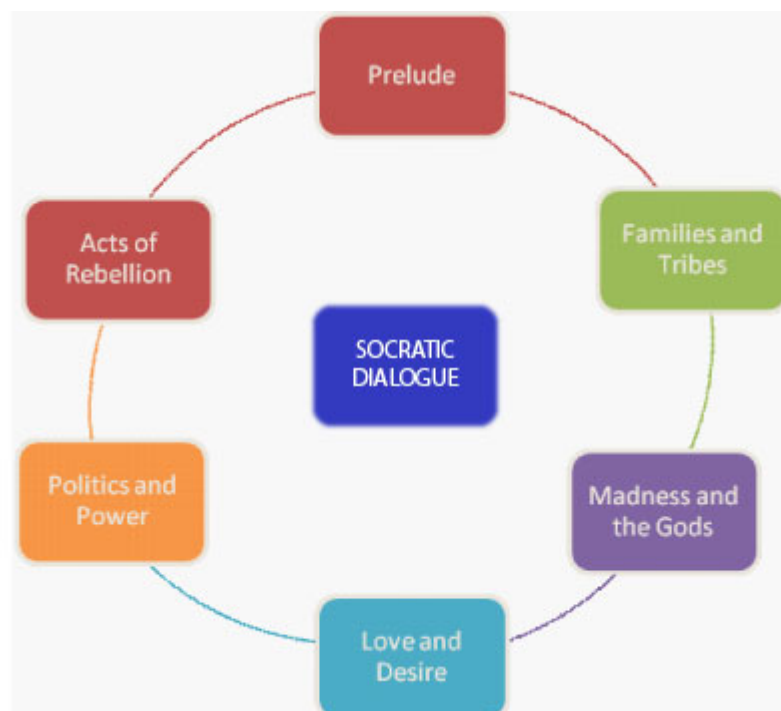 Prelude
Families and
Tribes
Madness and
the Gods
Love and
Desire
Politics and
Power
Acts of
Rebellion
SOCRATIC
DIALOGUE